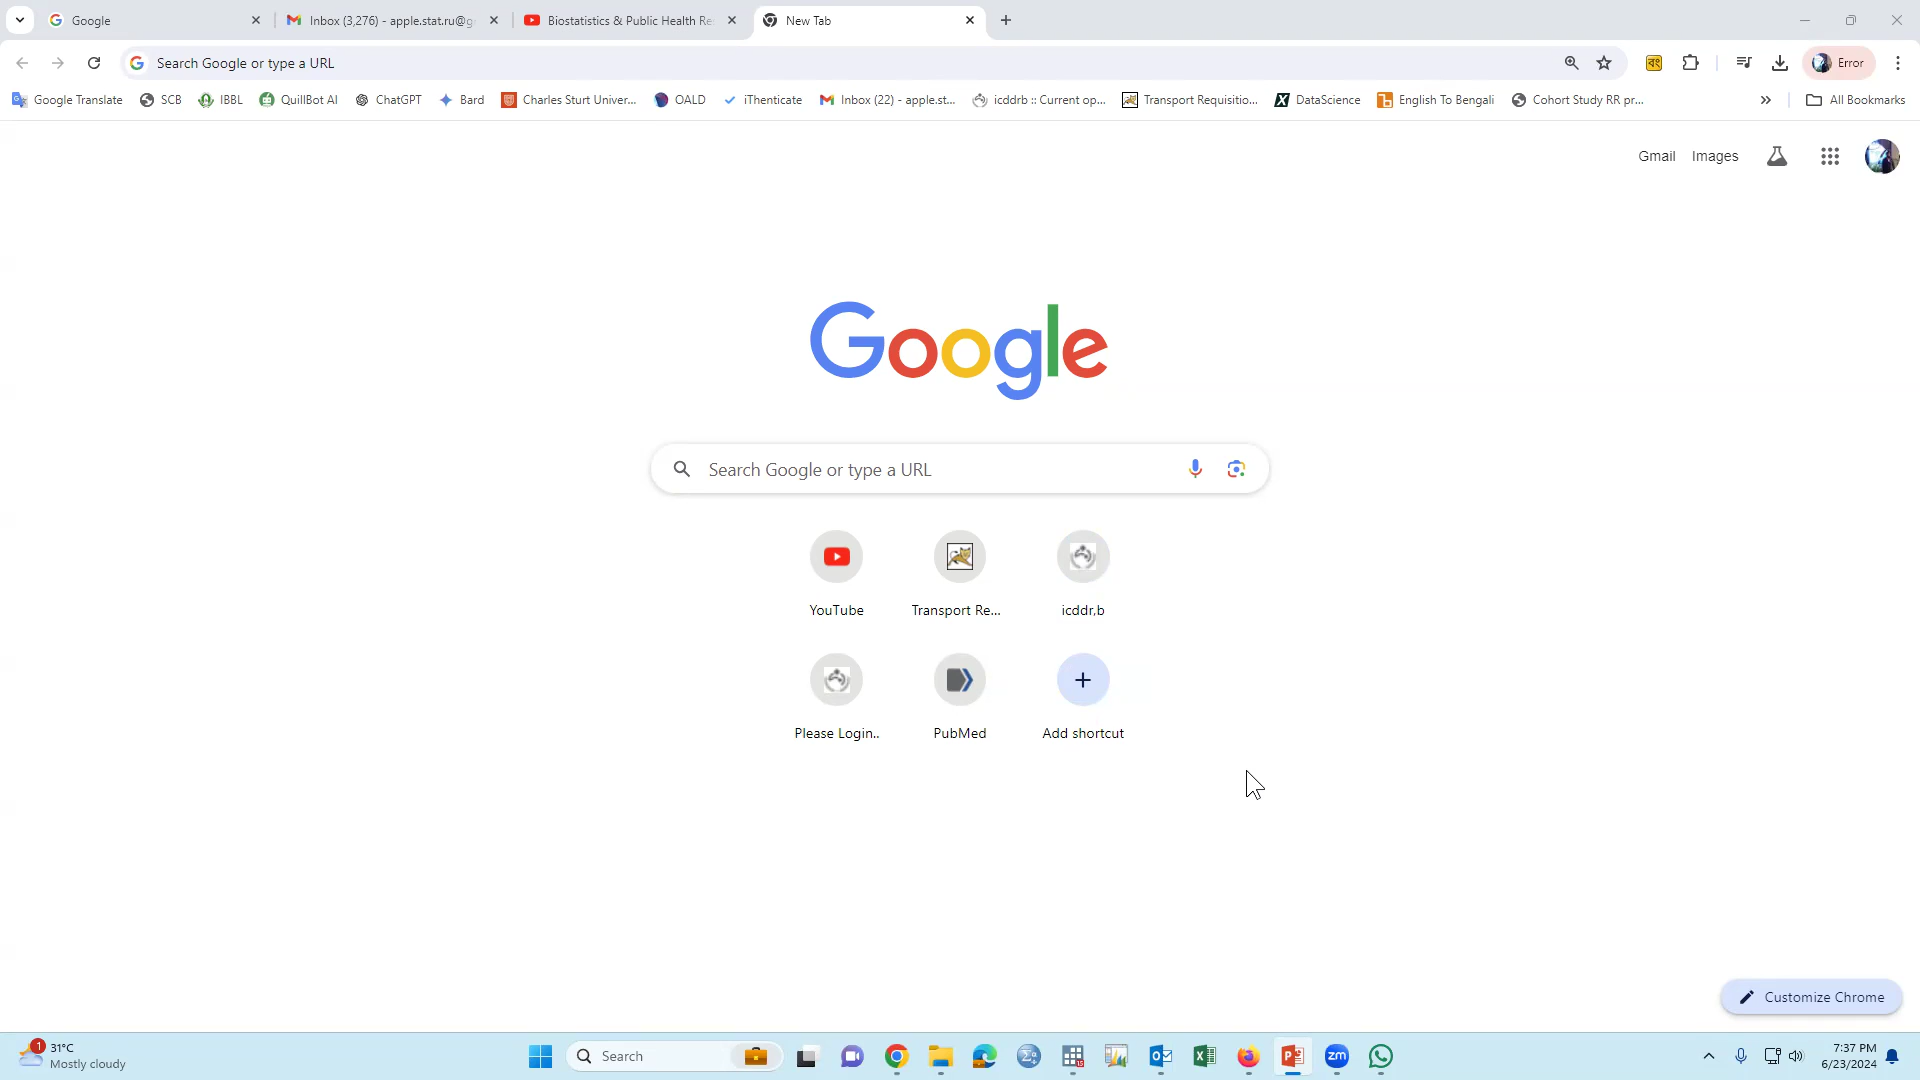 Google
Inbox (3,276) - apple.stat.ru@g
Biostatistics & Public Health Re
New Tab
Search Google or type a URL
বং
Error
Google Translate
SCB
IBBL
QuillBot AI
ChatGPT
Bard
Charles Sturt Univer...
OALD
iThenticate
Inbox (22) - apple.st...
icddrb :: Current op...
Transport Requisitio...
DataScience
English To Bengali
Cohort Study RR pr...
All Bookmarks
Gmail
Images
Google
Search Google or type a URL
YouTube
Transport Re...
icddr,b
Please Login..
PubMed
Add shortcut
Customize Chrome
1
31°C
Mostly cloudy
Search
zm
7:37 PM
6/23/2024